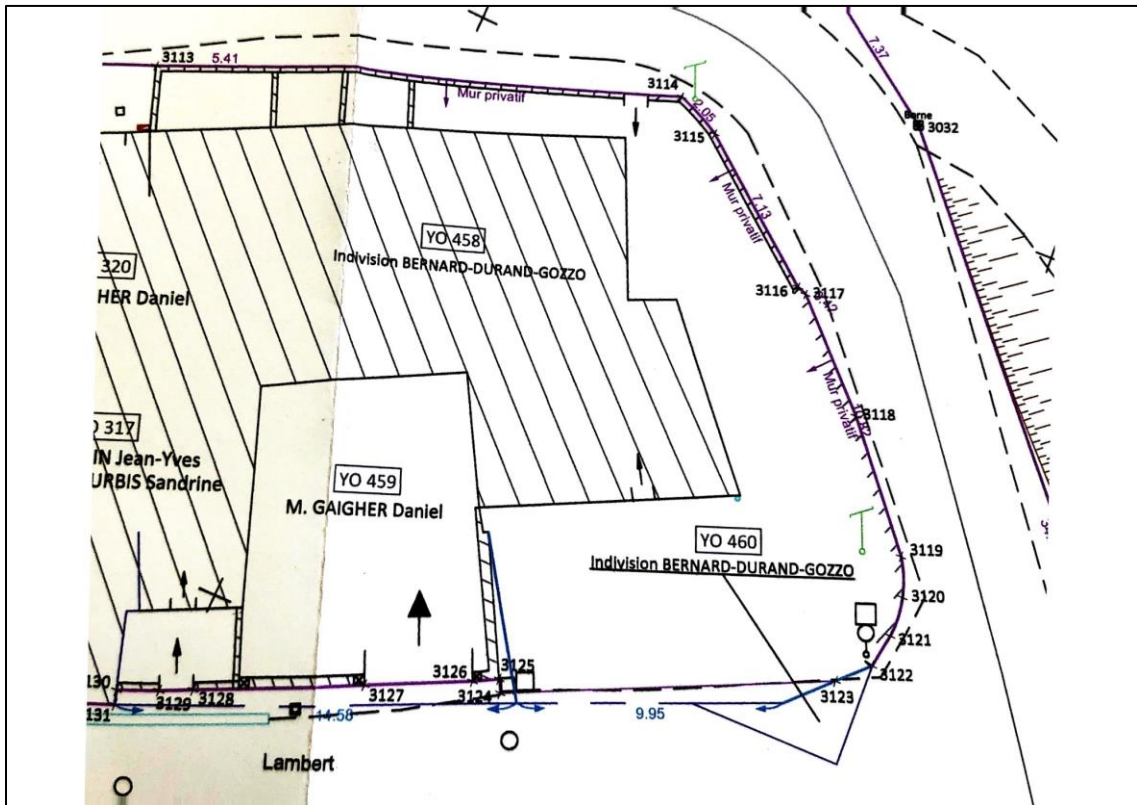 3113
5.41
Mur privatif
3114
2.05
3115
7.13
Mur privatif
7.37
Borne
3032
YO 458
Indivision BERNARD-DURAND-GOZZO
320
HER Daniel
3116
3117
Mur privatif
3118
317
IN Jean-Yves
URBIS Sandrine
YO 459
M. GAIGHER Daniel
YO 460
Indivision BERNARD-DURAND-GOZZO
3119
3120
3121
3122
3123
3125
3126
3124
3127
3128
3129
130
131
14.58
9.95
Lambert